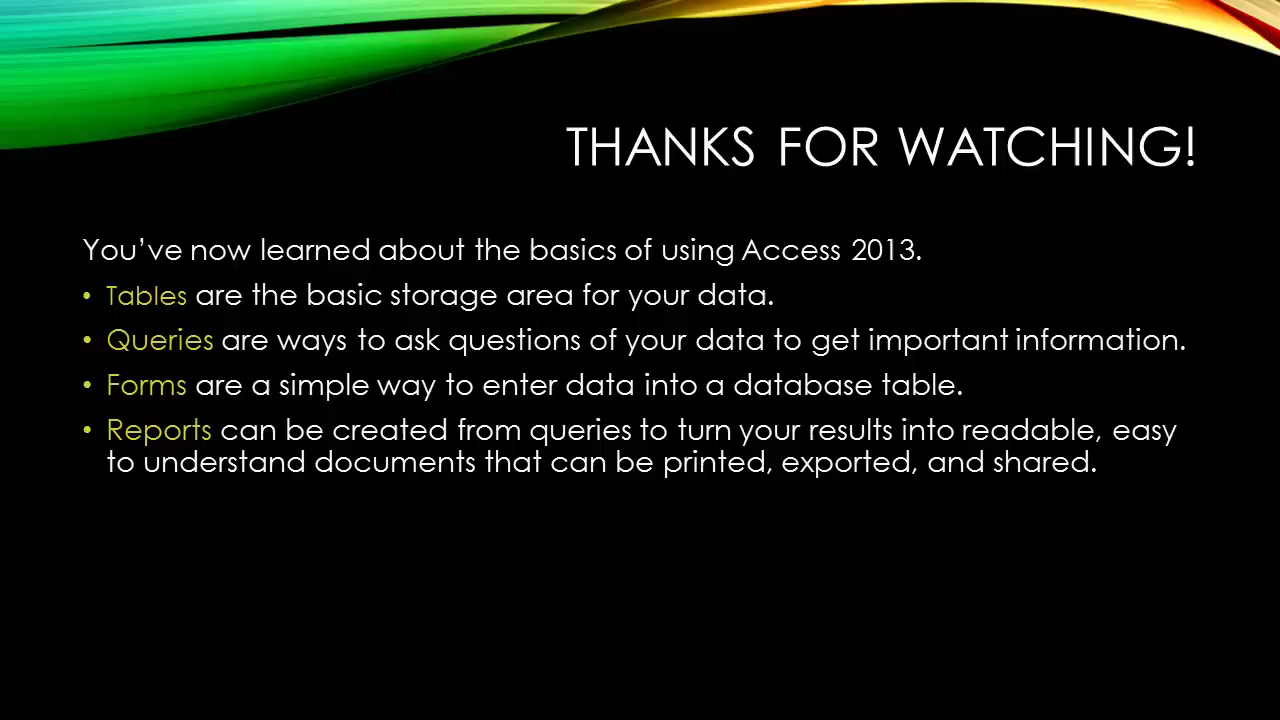 THANKS FOR WATCHING!
You’ve now learned about the basics of using Access 2013.
• Tables are the basic storage area for your data.
• Queries are ways to ask questions of your data to get important information.
• Forms are a simple way to enter data into a database table.
• Reports can be created from queries to turn your results into readable, easy
to understand documents that can be printed, exported, and shared.